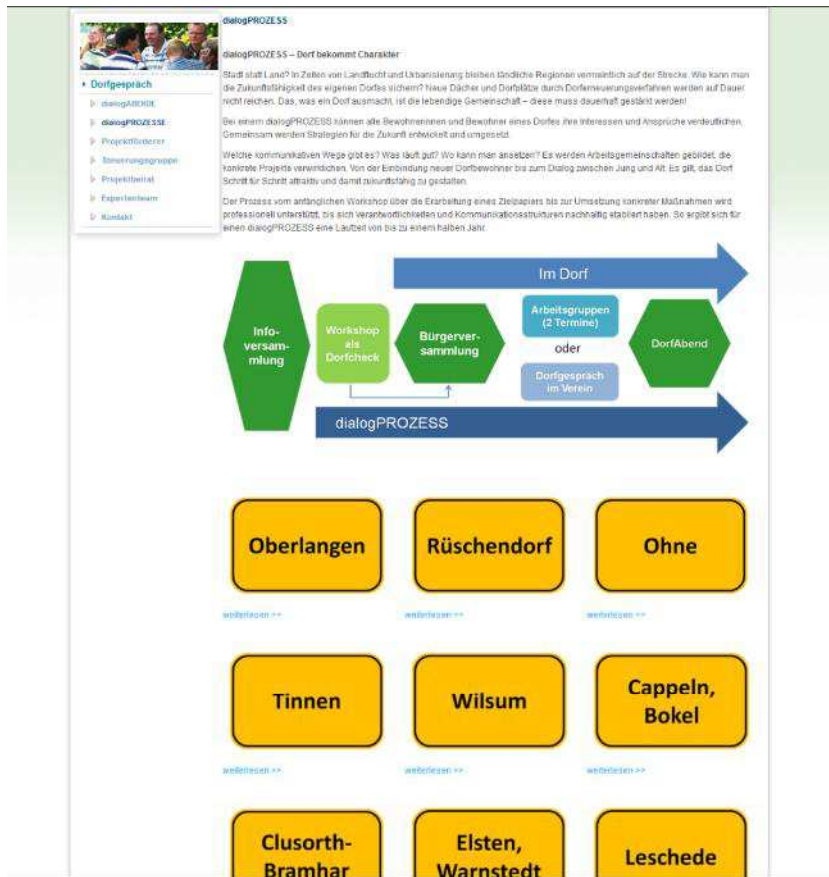 dialogPROZESS
Dorfgespräch
dialogABENDE
dialogPROZESSE
Projektförderer
Steuerungsgruppe
Projektbeirat
Expertenteam
Kontakt
dialogPROZESS – Dorf bekommt Charakter
Stadt statt Land? In Zeiten von Landflucht und Urbanisierung bleiben ländliche Regionen vermeintlich auf der Strecke. Wie kann man
die Zukunftsfähigkeit des eigenen Dorfes sichern? Neue Dächer und Dorfplätze durch Dorferneuerungsverfahren werden auf Dauer
nicht reichen. Das, was ein Dorf ausmacht, ist die lebendige Gemeinschaft – diese muss dauerhaft gestärkt werden!
Bei einem dialogPROZESS können alle Bewohnerinnen und Bewohner eines Dorfes ihre Interessen und Ansprüche verdeutlichen.
Gemeinsam werden Strategien für die Zukunft entwickelt und umgesetzt.
Welche kommunikativen Wege gibt es? Was läuft gut? Wo kann man ansetzen? Es werden Arbeitsgemeinschaften gebildet, die
konkrete Projekte verwirklichen. Von der Einbindung neuer Dorfbewohner bis zum Dialog zwischen Jung und Alt. Es gilt, das Dorf
Schritt für Schritt attraktiv und damit zukunftsfähig zu gestalten.
Der Prozess vom anfänglichen Workshop über die Erarbeitung eines Zielpapiers bis zur Umsetzung konkreter Maßnahmen wird
professionell unterstützt, bis sich Verantwortlichkeiten und Kommunikationsstrukturen nachhaltig etabliert haben. So ergibt sich für
einen dialogPROZESS eine Laufzeit von bis zu einem halben Jahr.
Im Dorf
Info-
versam-
mlung
Workshop
als
Dorfcheck
Bürgerver-
sammlung
Arbeitsgruppen
(2 Termine)
oder
Dorfgespräch
im Verein
DorfAbend
dialogPROZESS
Oberlangen
Rüschendorf
Ohne
weiterlesen >>
weiterlesen >>
weiterlesen >>
Tinnen
Wilsum
Cappeln,
Bokel
weiterlesen >>
weiterlesen >>
weiterlesen >>
Clusorth-
Bramhar
Elsten,
Warnstedt
Leschede